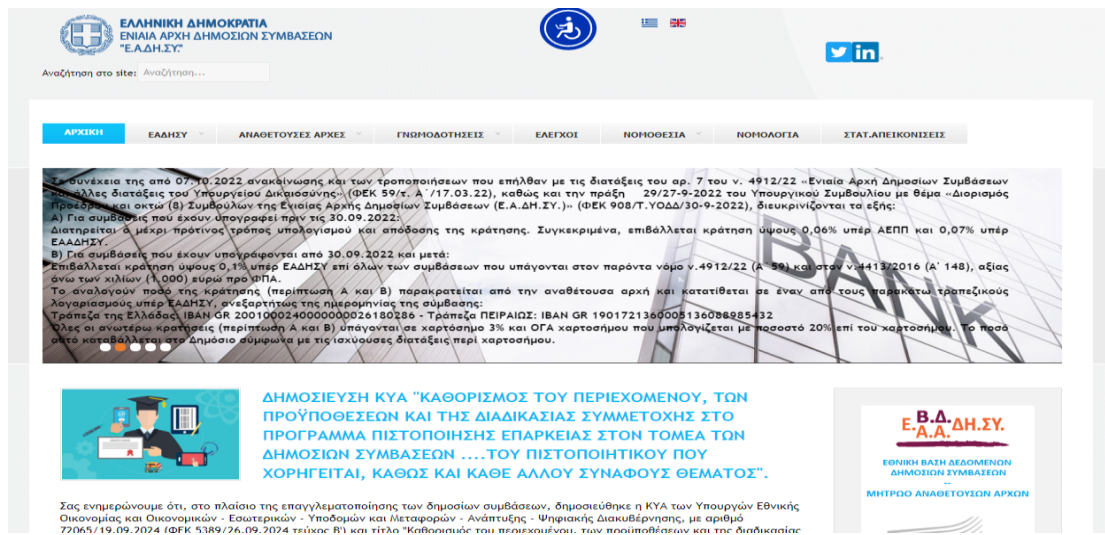 ΕΛΛΗΝΙΚΗ ΔΗΜΟΚΡΑΤΙΑ
ΕΝΙΑΙΑ ΑΡΧΗ ΔΗΜΟΣΙΩΝ ΣΥΜΒΑΣΕΩΝ
"Ε.Α.ΔΗ.ΣΥ."
Αναζήτηση στο site: Αναζήτηση...
ΑΡΧΙΚΗ ΕΑΔΗΣΥ ΑΝΑΘΕΤΟΥΣΕΣ ΑΡΧΕΣ ΓΝΩΜΟΔΟΤΗΣΕΙΣ ΕΛΕΓΧΟΙ ΝΟΜΟΘΕΣΙΑ ΝΟΜΟΛΟΓΙΑ ΣΤΑΤ.ΑΠΕΙΚΟΝΙΣΕΙΣ
Σε συνέχεια της από 07.10.2022 ανακοίνωσης και των τροποποιήσεων που επήλθαν με τις διατάξεις του αρ. 7 του ν. 4912/22 «Ενιαία Αρχή Δημοσίων Συμβάσεων
και άλλες διατάξεις του Υπουργείου Δικαιοσύνης» (ΦΕΚ 59/τ. Α΄/17.03.22), καθώς και την πράξη 29/27-9-2022 του Υπουργικού Συμβουλίου με θέμα «Διορισμός
Προέδρου και οκτώ (8) Συμβούλων της Ενιαίας Αρχής Δημοσίων Συμβάσεων (Ε.Α.ΔΗ.ΣΥ.)» (ΦΕΚ 908/Τ.ΥΟΔΔ/30-9-2022), διευκρινίζονται τα εξής:
Α) Για συμβάσεις που έχουν υπογραφεί πριν τις 30.09.2022:
Διατηρείται ο μέχρι πρότινος τρόπος υπολογισμού και απόδοσης της κράτησης. Συγκεκριμένα, επιβάλλεται κράτηση ύψους 0,06% υπέρ ΑΕΠΠ και 0,07% υπέρ
ΕΑΑΔΗΣΥ.
Β) Για συμβάσεις που έχουν υπογράφονται από 30.09.2022 και μετά:
Επιβάλλεται κράτηση ύψους 0,1% υπέρ ΕΑΔΗΣΥ επί όλων των συμβάσεων που υπάγονται στον παρόντα νόμο ν.4912/22 (Α΄ 59) και στον ν.4413/2016 (Α΄ 148), αξίας
άνω των χιλίων (1.000) ευρώ προ ΦΠΑ.
Το αναλογούν ποσό της κράτησης (περίπτωση Α και Β) παρακρατείται από την αναθέτουσα αρχή και κατατίθεται σε έναν από τους παρακάτω τραπεζικούς
λογαριασμούς υπέρ ΕΑΔΗΣΥ, ανεξαρτήτως της ημερομηνίας της σύμβασης:
Τράπεζα της Ελλάδας: IBAN GR 2001000240000000026180286 - Τράπεζα ΠΕΙΡΑΙΩΣ: IBAN GR 1901721360005136088985432
Όλες οι ανωτέρω κρατήσεις (περίπτωση Α και Β) υπάγονται σε χαρτόσημο 3% και ΟΓΑ χαρτοσήμου που υπολογίζεται με ποσοστό 20% επί του χαρτοσήμου. Το ποσό
αυτό καταβάλλεται στο Δημόσιο σύμφωνα με τις ισχύουσες διατάξεις περί χαρτοσήμου.
BANK
ΔΗΜΟΣΙΕΥΣΗ ΚΥΑ "ΚΑΘΟΡΙΣΜΟΣ ΤΟΥ ΠΕΡΙΕΧΟΜΕΝΟΥ, ΤΩΝ
ΠΡΟΫΠΟΘΕΣΕΩΝ ΚΑΙ ΤΗΣ ΔΙΑΔΙΚΑΣΙΑΣ ΣΥΜΜΕΤΟΧΗΣ ΣΤΟ
ΠΡΟΓΡΑΜΜΑ ΠΙΣΤΟΠΟΙΗΣΗΣ ΕΠΑΡΚΕΙΑΣ ΣΤΟΝ ΤΟΜΕΑ ΤΩΝ
ΔΗΜΟΣΙΩΝ ΣΥΜΒΑΣΕΩΝ ....ΤΟΥ ΠΙΣΤΟΠΟΙΗΤΙΚΟΥ ΠΟΥ
ΧΟΡΗΓΕΙΤΑΙ, ΚΑΘΩΣ ΚΑΙ ΚΑΘΕ ΑΛΛΟΥ ΣΥΝΑΦΟΥΣ ΘΕΜΑΤΟΣ".
Σας ενημερώνουμε ότι, στο πλαίσιο της επαγγελματοποίησης των δημοσίων συμβάσεων, δημοσιεύθηκε η ΚΥΑ των Υπουργών Εθνικής
Οικονομίας και Οικονομικών - Εσωτερικών - Υποδομών και Μεταφορών - Ανάπτυξης - Ψηφιακής Διακυβέρνησης, με αριθμό
72065/19.09.2024 (ΦΕΚ 5389/26.09.2024 τεύχος Β') και τίτλο "Καθορισμός του περιεχομένου, των προϋποθέσεων και της διαδικασίας
Ε.Β.Δ.ΔΗ.ΣΥ.
Α.Α.
ΕΘΝΙΚΗ ΒΑΣΗ ΔΕΔΟΜΕΝΩΝ
ΔΗΜΟΣΙΩΝ ΣΥΜΒΑΣΕΩΝ
--
ΜΗΤΡΩΟ ΑΝΑΘΕΤΟΥΣΩΝ ΑΡΧΩΝ